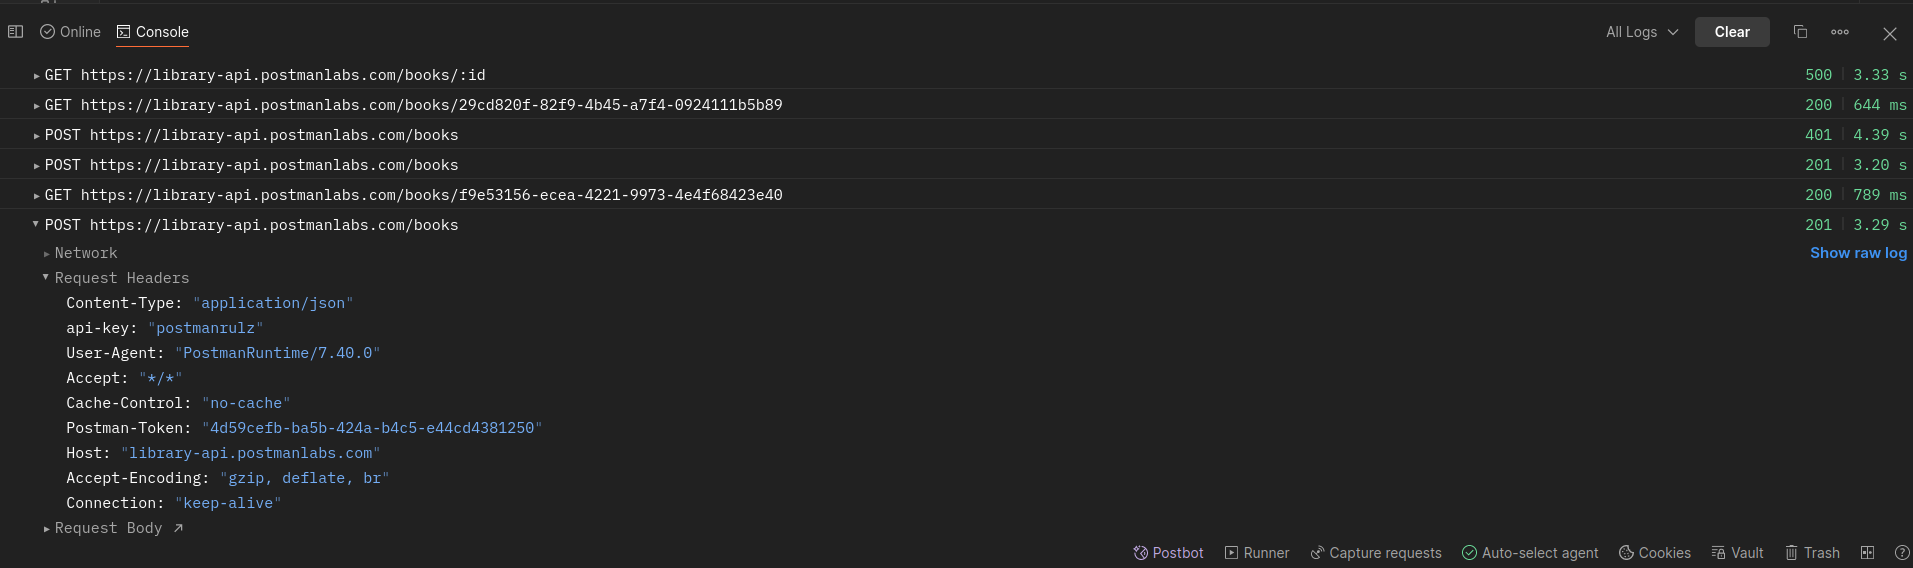 Online Console All Logs Clear
GET https://library-api.postmanlabs.com/books/:id 500 3.33 s
GET https://library-api.postmanlabs.com/books/29cd820f-82f9-4b45-a7f4-0924111b5b89 200 644 ms
POST https://library-api.postmanlabs.com/books 401 4.39 s
POST https://library-api.postmanlabs.com/books 201 3.20 s
GET https://library-api.postmanlabs.com/books/f9e53156-ecea-4221-9973-4e4f68423e40 200 789 ms
POST https://library-api.postmanlabs.com/books 201 3.29 s
Network Show raw log
Request Headers
Content-Type: "application/json"
api-key: "postmanrulz"
User-Agent: "PostmanRuntime/7.40.0"
Accept: "*/*"
Cache-Control: "no-cache"
Postman-Token: "4d59cefb-ba5b-424a-b4c5-e44cd4381250"
Host: "library-api.postmanlabs.com"
Accept-Encoding: "gzip, deflate, br"
Connection: "keep-alive"
Request Body
Postbot Runner Capture requests Auto-select agent Cookies Vault Trash